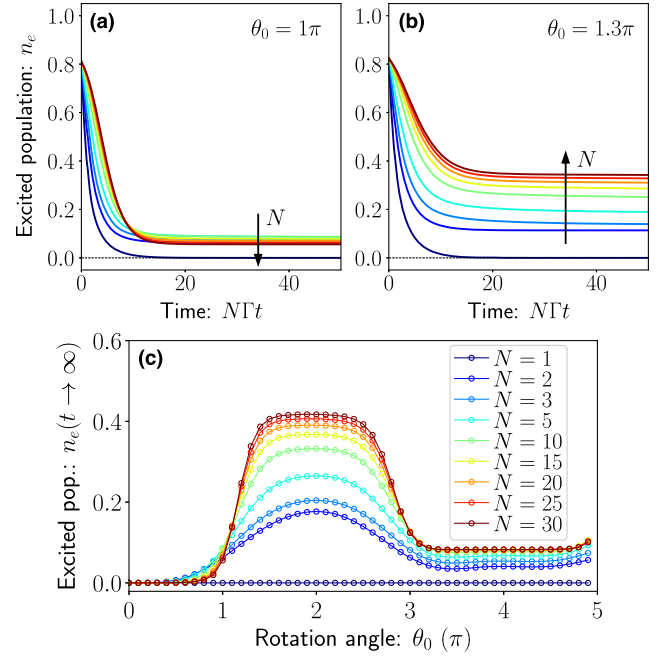 (a)
θ₀ = 1π
Excited population: nₑ
1.0
0.8
0.6
0.4
0.2
0.0
N
0
20
40
Time: NΓt
(b)
θ₀ = 1.3π
1.0
0.8
0.6
0.4
0.2
0.0
N
0
20
40
Time: NΓt
(c)
Excited pop.: nₑ(t → ∞)
0.6
0.4
0.2
0.0
N = 1
N = 2
N = 3
N = 5
N = 10
N = 15
N = 20
N = 25
N = 30
0
1
2
3
4
5
Rotation angle: θ₀ (π)